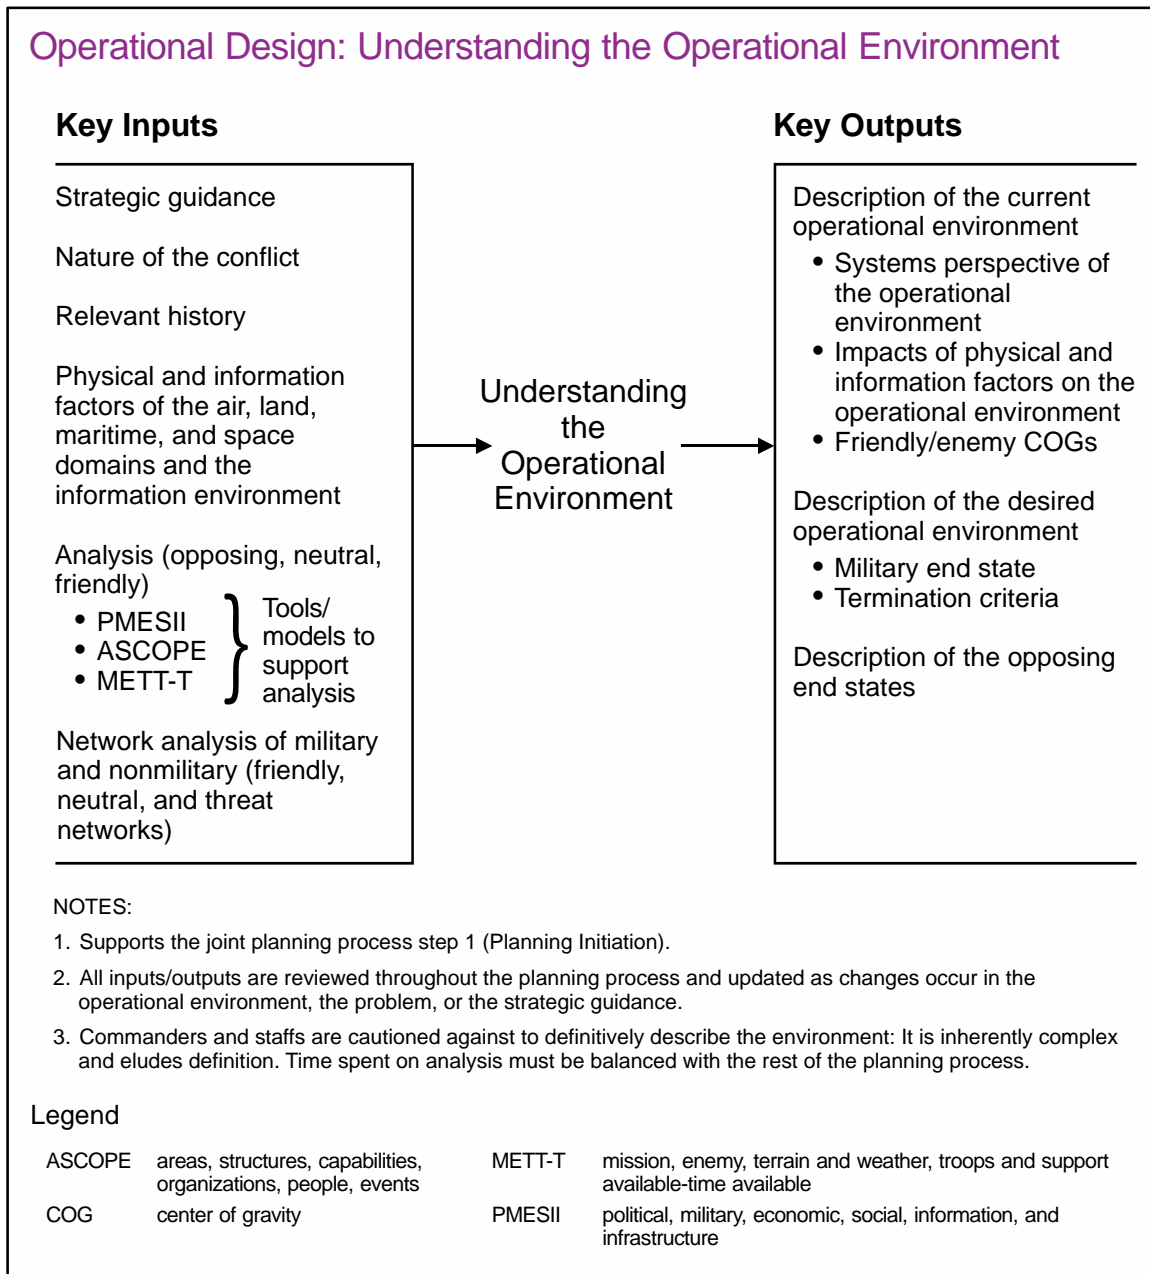 Operational Design: Understanding the Operational Environment
Key Inputs
Strategic guidance
Nature of the conflict
Relevant history
Physical and information
factors of the air, land,
maritime, and space
domains and the
information environment
Analysis (opposing, neutral,
friendly)
• PMESII
• ASCOPE
• METT-T
}
Tools/
models to
support
analysis
Network analysis of military
and nonmilitary (friendly,
neutral, and threat
networks)
Understanding
the
Operational
Environment
Key Outputs
Description of the current
operational environment
• Systems perspective of
the operational
environment
• Impacts of physical and
information factors on the
operational environment
• Friendly/enemy COGs
Description of the desired
operational environment
• Military end state
• Termination criteria
Description of the opposing
end states
NOTES:
1. Supports the joint planning process step 1 (Planning Initiation).
2. All inputs/outputs are reviewed throughout the planning process and updated as changes occur in the
operational environment, the problem, or the strategic guidance.
3. Commanders and staffs are cautioned against to definitively describe the environment: It is inherently complex
and eludes definition. Time spent on analysis must be balanced with the rest of the planning process.
Legend
ASCOPE areas, structures, capabilities,
organizations, people, events
COG center of gravity
METT-T mission, enemy, terrain and weather, troops and support
available-time available
PMESII political, military, economic, social, information, and
infrastructure